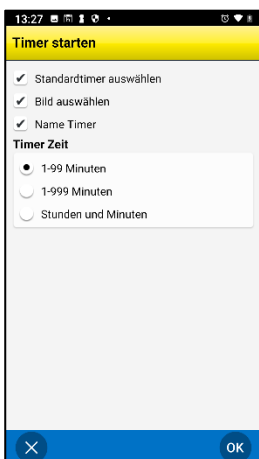 13:27
Timer starten
Standardtimer auswählen
Bild auswählen
Name Timer
Timer Zeit
1-99 Minuten
1-999 Minuten
Stunden und Minuten
OK